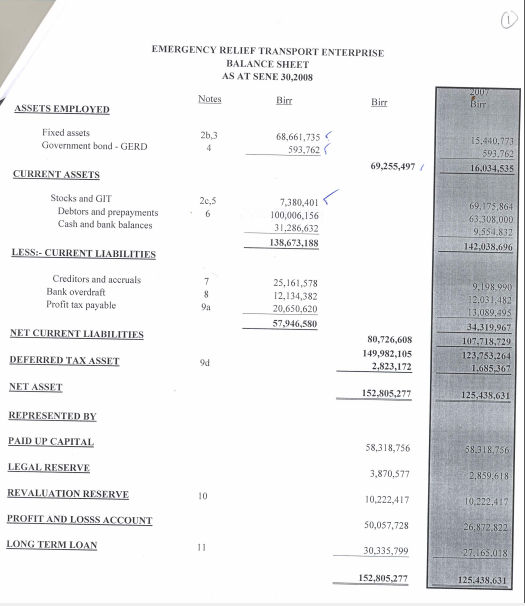 1
EMERGENCY RELIEF TRANSPORT ENTERPRISE
BALANCE SHEET
AS AT SENE 30,2008
Notes Birr Birr 2007 Birr
ASSETS EMPLOYED
Fixed assets 2b,3 68,661,735 15,440,773
Government bond - GERD 4 593,762 593,762
69,255,497 16,034,535
CURRENT ASSETS
Stocks and GIT 2c,5 7,380,401 69,175,864
Debtors and prepayments 6 100,006,156 63,308,000
Cash and bank balances 31,286,632 9,554,832
138,673,188 142,038,696
LESS:- CURRENT LIABILITIES
Creditors and accruals 7 25,161,578 9,198,990
Bank overdraft 8 12,134,382 12,031,482
Profit tax payable 9a 20,650,620 13,089,495
57,946,580 34,319,967
NET CURRENT LIABILITIES 80,726,608 107,718,729
149,982,105 123,753,264
DEFERRED TAX ASSET 9d 2,823,172 1,685,367
NET ASSET 152,805,277 125,438,631
REPRESENTED BY
PAID UP CAPITAL 58,318,756 58,318,756
LEGAL RESERVE 3,870,577 2,859,618
REVALUATION RESERVE 10 10,222,417 10,222,417
PROFIT AND LOSSS ACCOUNT 50,057,728 26,872,822
LONG TERM LOAN 11 30,335,799 27,165,018
152,805,277 125,438,631